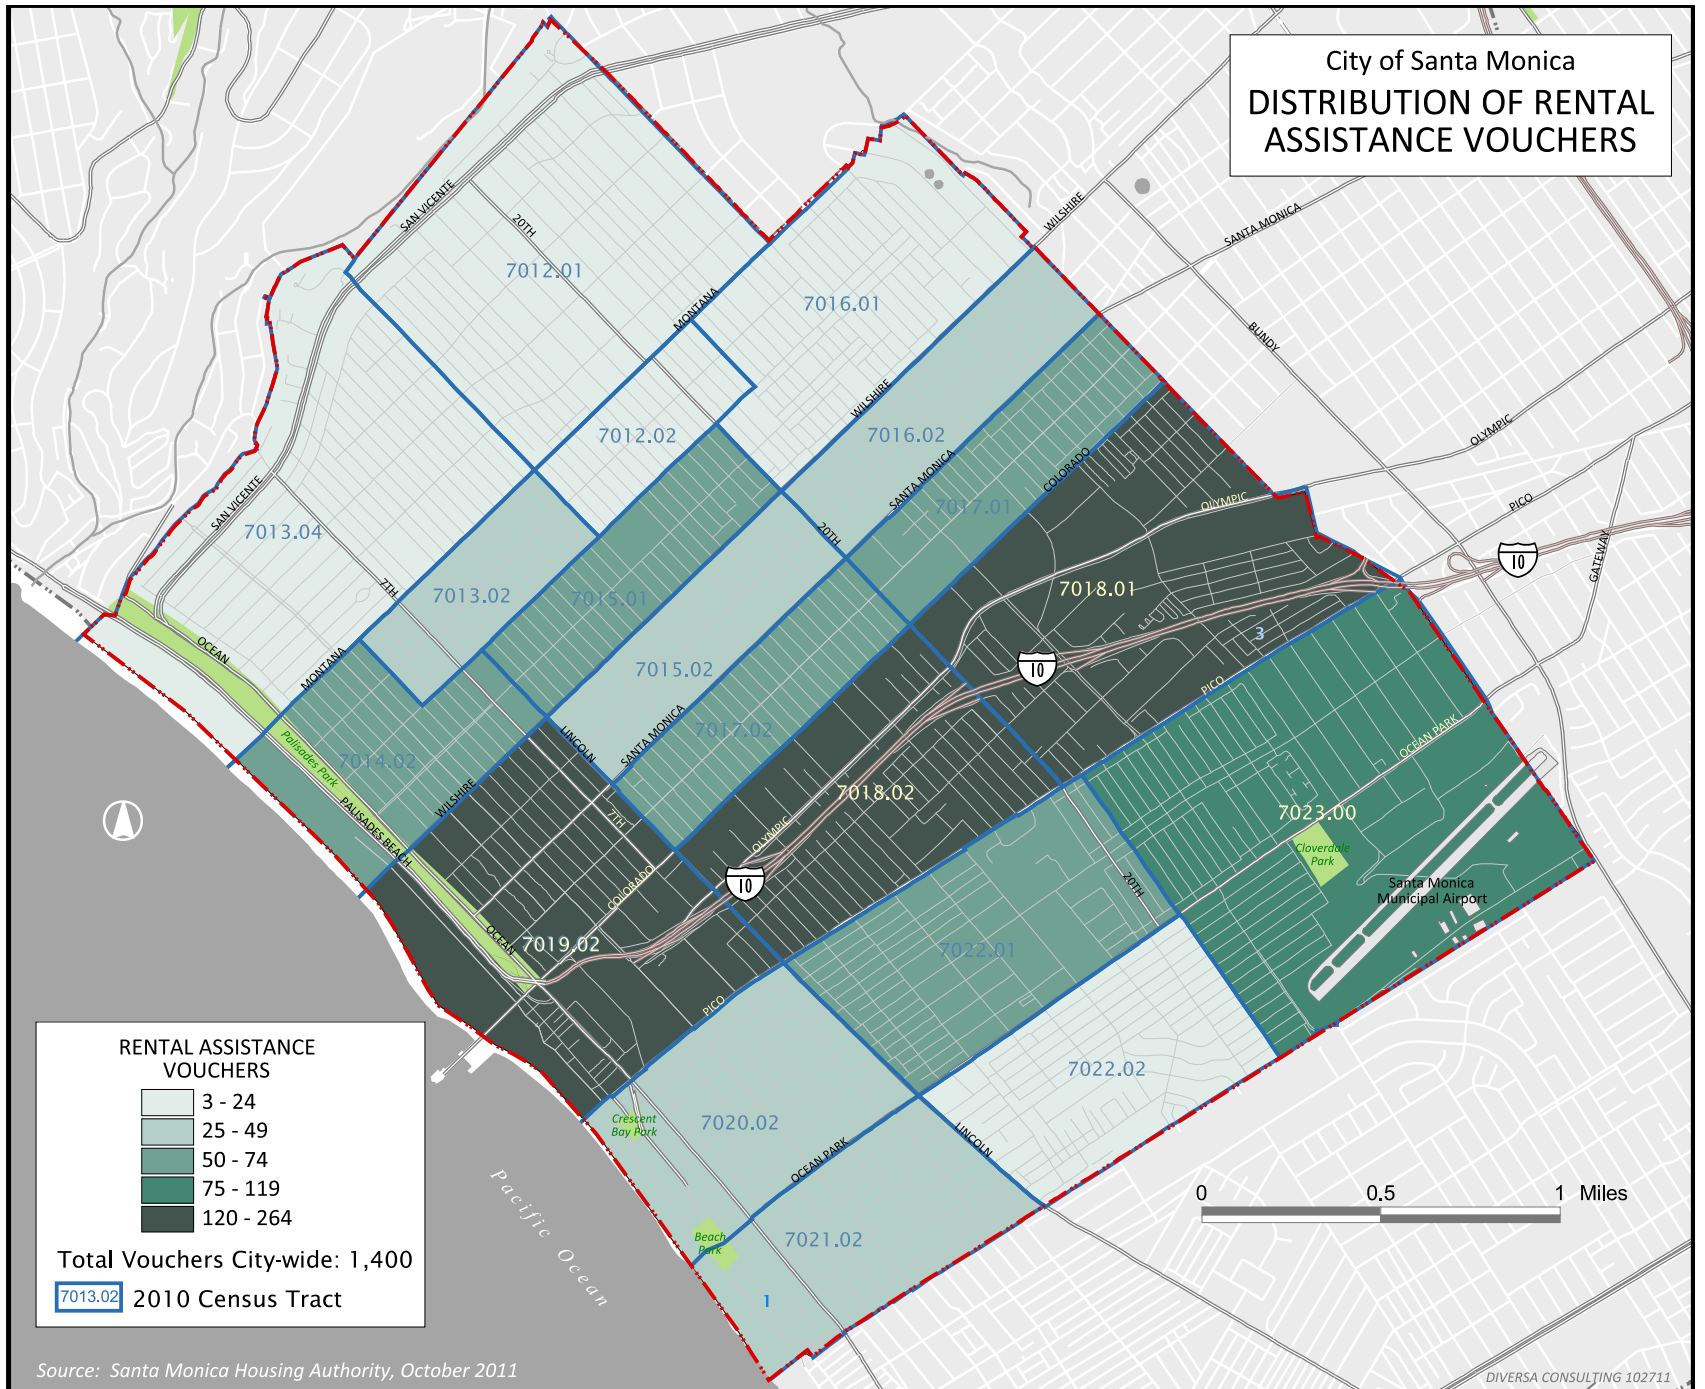 City of Santa Monica
DISTRIBUTION OF RENTAL
ASSISTANCE VOUCHERS
WILSHIRE
SANTA MONICA
SAN VICENTE
20TH
7012.01
MONTANA
7016.01
BUNDY
WILSHIRE
7012.02
7016.02
OLYMPIC
SANTA MONICA
COLORADO
7017.01
OLYMPIC
PICO
SAN VICENTE
7013.04
20TH
10
GATEWAY
7TH
7013.02
7015.01
7018.01
3
OCEAN
MONTANA
7015.02
10
PICO
Palisades Park
7014.02
LINCOLN
SANTA MONICA
7017.02
OCEAN PARK
WILSHIRE
PALISADES BEACH
7TH
OLYMPIC
7018.02
7023.00
Cloverdale
Park
10
COLORADO
20TH
Santa Monica
Municipal Airport
OCEAN
7019.02
7022.01
PICO
7022.02
Crescent
Bay Park
7020.02
OCEAN PARK
LINCOLN
Pacific Ocean
Beach
Park
7021.02
1
0 0.5 1 Miles
RENTAL ASSISTANCE
VOUCHERS
3 - 24
25 - 49
50 - 74
75 - 119
120 - 264
Total Vouchers City-wide: 1,400
7013.02 2010 Census Tract
Source: Santa Monica Housing Authority, October 2011
DIVERSA CONSULTING 102711